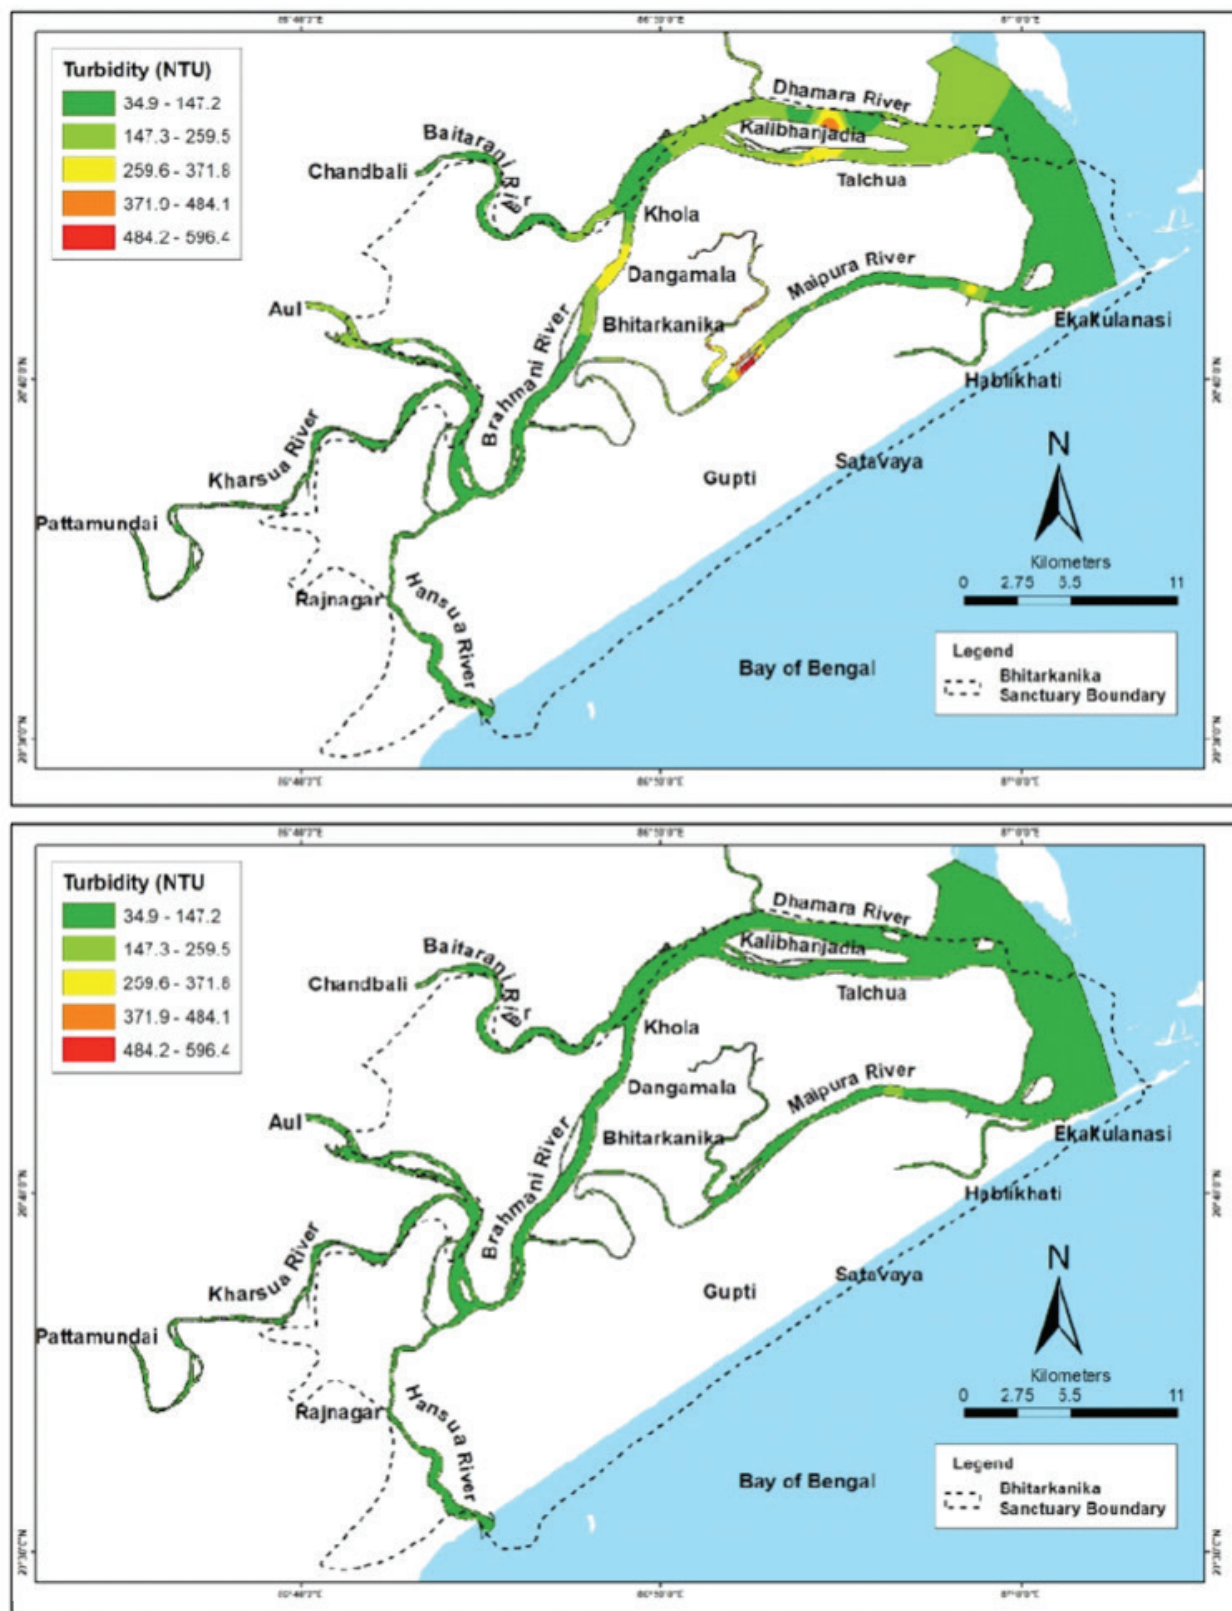 Turbidity (NTU)
34.9 - 147.2
147.3 - 259.5
259.6 - 371.8
371.9 - 484.1
484.2 - 596.4
Dhamara River
Kalibhanjadia
Baitarani River
Chandbali
Talchua
Khola
Dangamala
Maipura River
Aul
Bhitarkanika
Ekakulanasi
Brahmani River
Hablikhati
Kharsua River
Satavaya
Gupti
N
Pattamundai
Kilometers
0 2.75 5.5 11
Rajnagar
Hansua River
Legend
Bay of Bengal
Bhitarkanika
Sanctuary Boundary
Turbidity (NTU
34.9 - 147.2
147.3 - 259.5
259.6 - 371.8
371.9 - 484.1
484.2 - 596.4
Dhamara River
Kalibhanjadia
Baitarani River
Chandbali
Talchua
Khola
Dangamala
Maipura River
Aul
Bhitarkanika
Ekakulanasi
Brahmani River
Hablikhati
Kharsua River
Satavaya
Gupti
N
Pattamundai
Kilometers
0 2.75 5.5 11
Rajnagar
Hansua River
Legend
Bay of Bengal
Bhitarkanika
Sanctuary Boundary